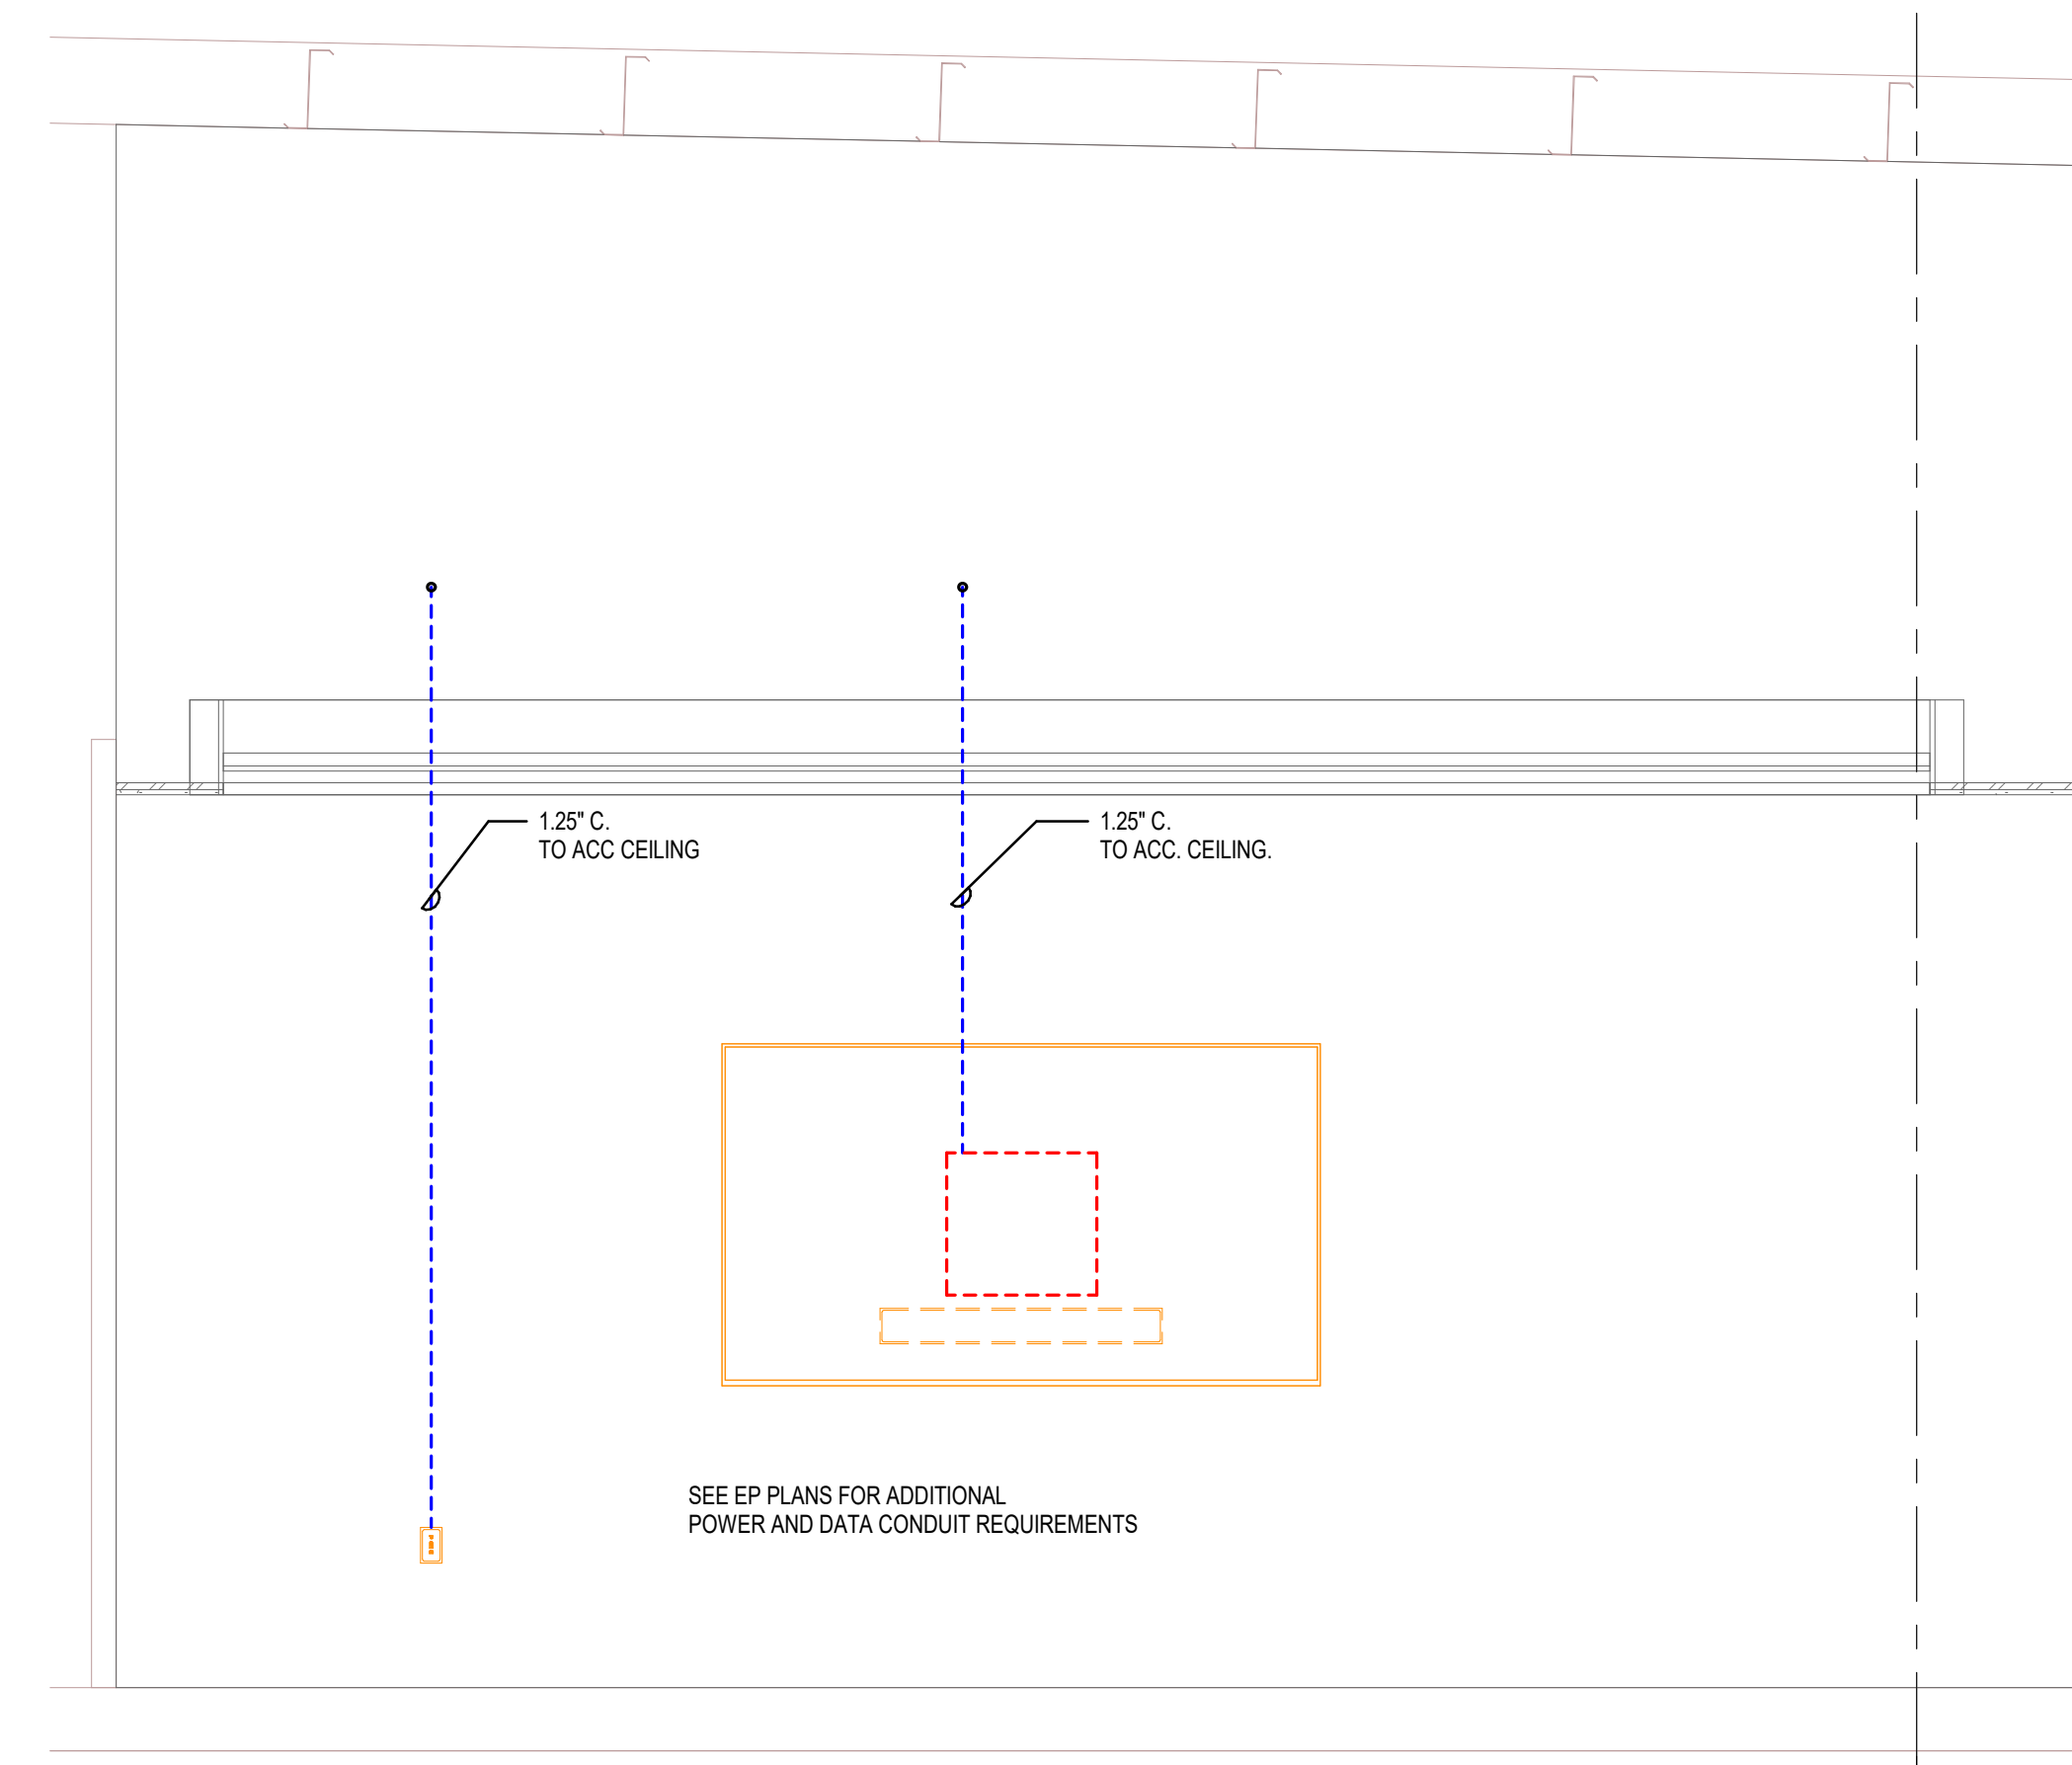 1.25" C.
TO ACC CEILING
1.25" C.
TO ACC. CEILING.
SEE EP PLANS FOR ADDITIONAL
POWER AND DATA CONDUIT REQUIREMENTS